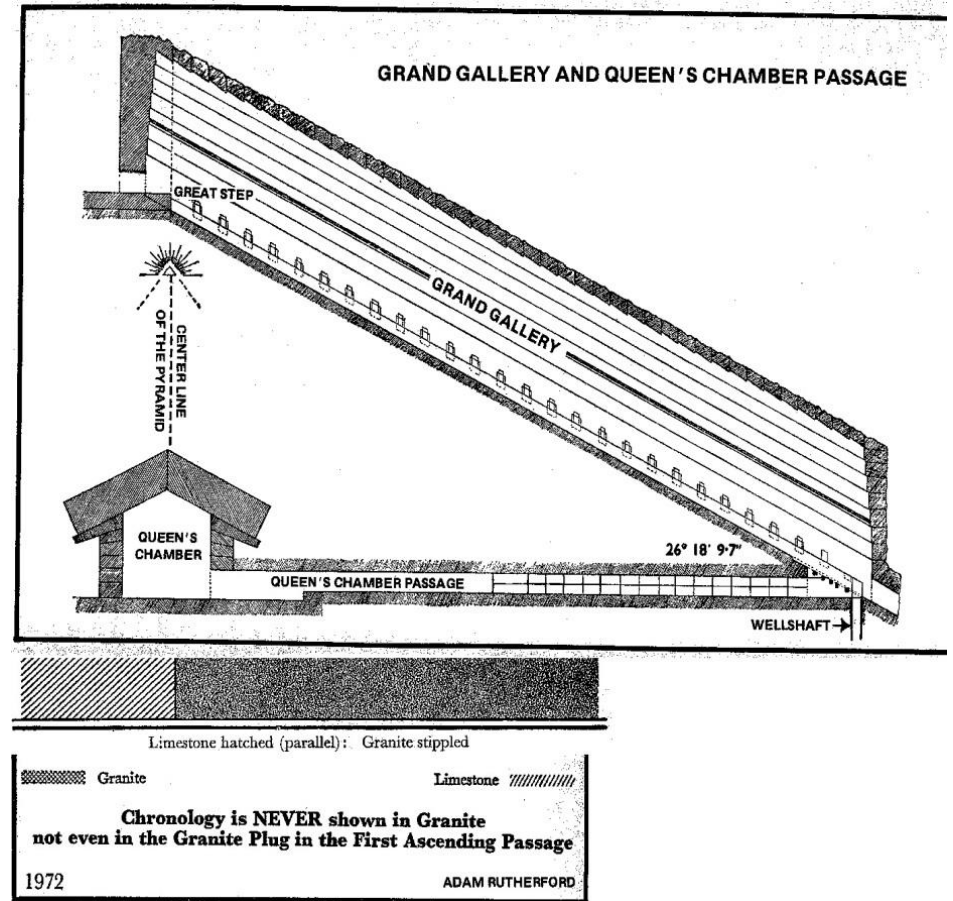 GRAND GALLERY AND QUEEN'S CHAMBER PASSAGE
GREAT STEP
GRAND GALLERY
CENTER LINE
OF THE PYRAMID
QUEEN'S
CHAMBER
26° 18' 9·7"
QUEEN'S CHAMBER PASSAGE
WELLSHAFT
Limestone hatched (parallel): Granite stippled
Granite
Limestone
Chronology is NEVER shown in Granite
not even in the Granite Plug in the First Ascending Passage
1972
ADAM RUTHERFORD